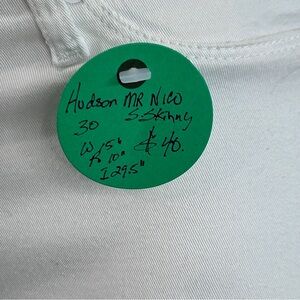 Hudson MR Nico
30 S.Skinny
W 15" $40.
R 10"
I 29.5"